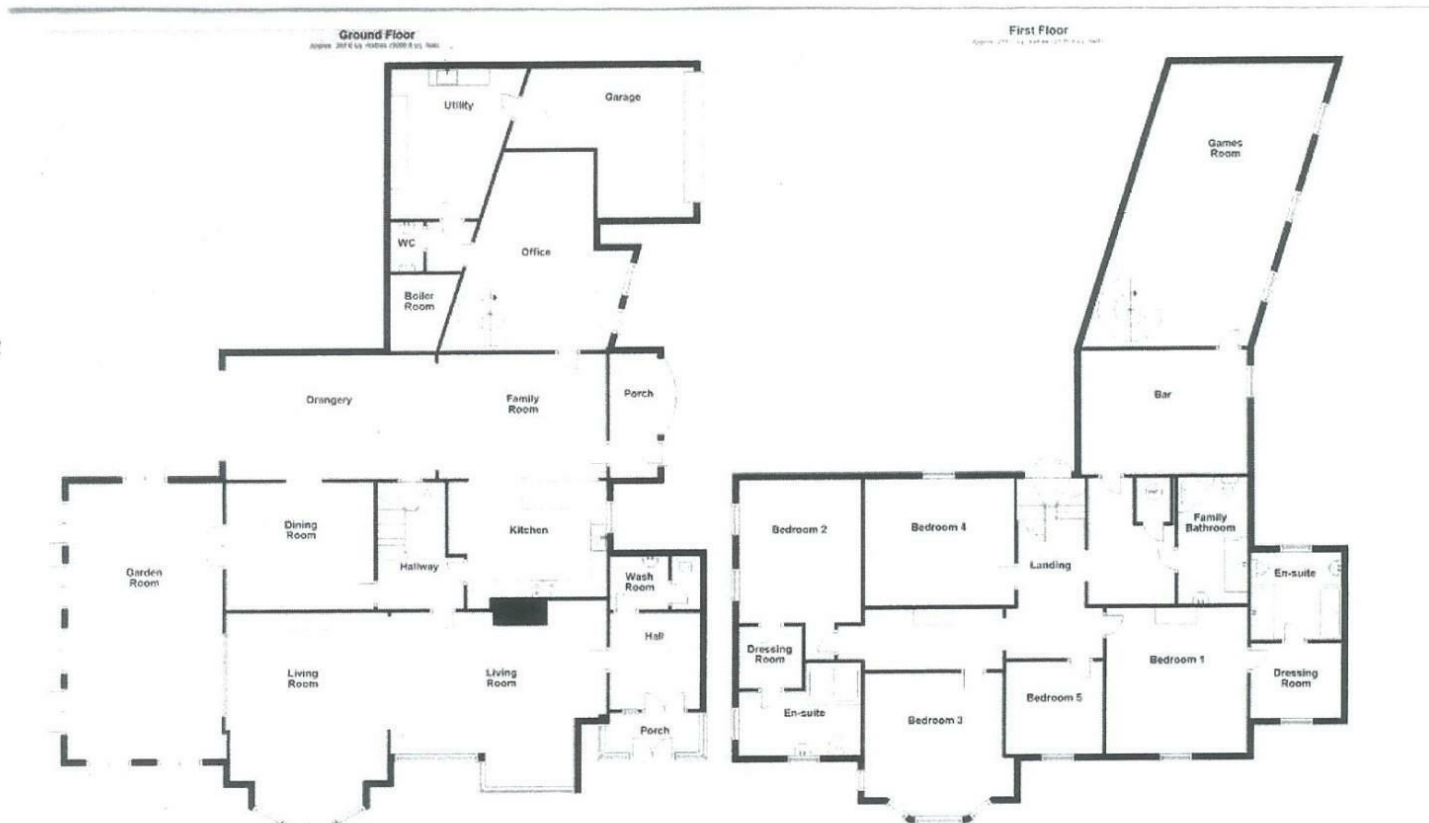 Ground Floor
Utility
Garage
WC
Office
Boiler
Room
Drangery
Family
Room
Porch
Dining
Room
Kitchen
Garden
Room
Hallway
Wash
Room
Hall
Living
Room
Living
Room
Porch
First Floor
Games
Room
Bar
Bedroom 2
Bedroom 4
Family
Bathroom
Landing
En-suite
Dressing
Room
Bedroom 1
Dressing
Room
Bedroom 5
En-suite
Bedroom 3